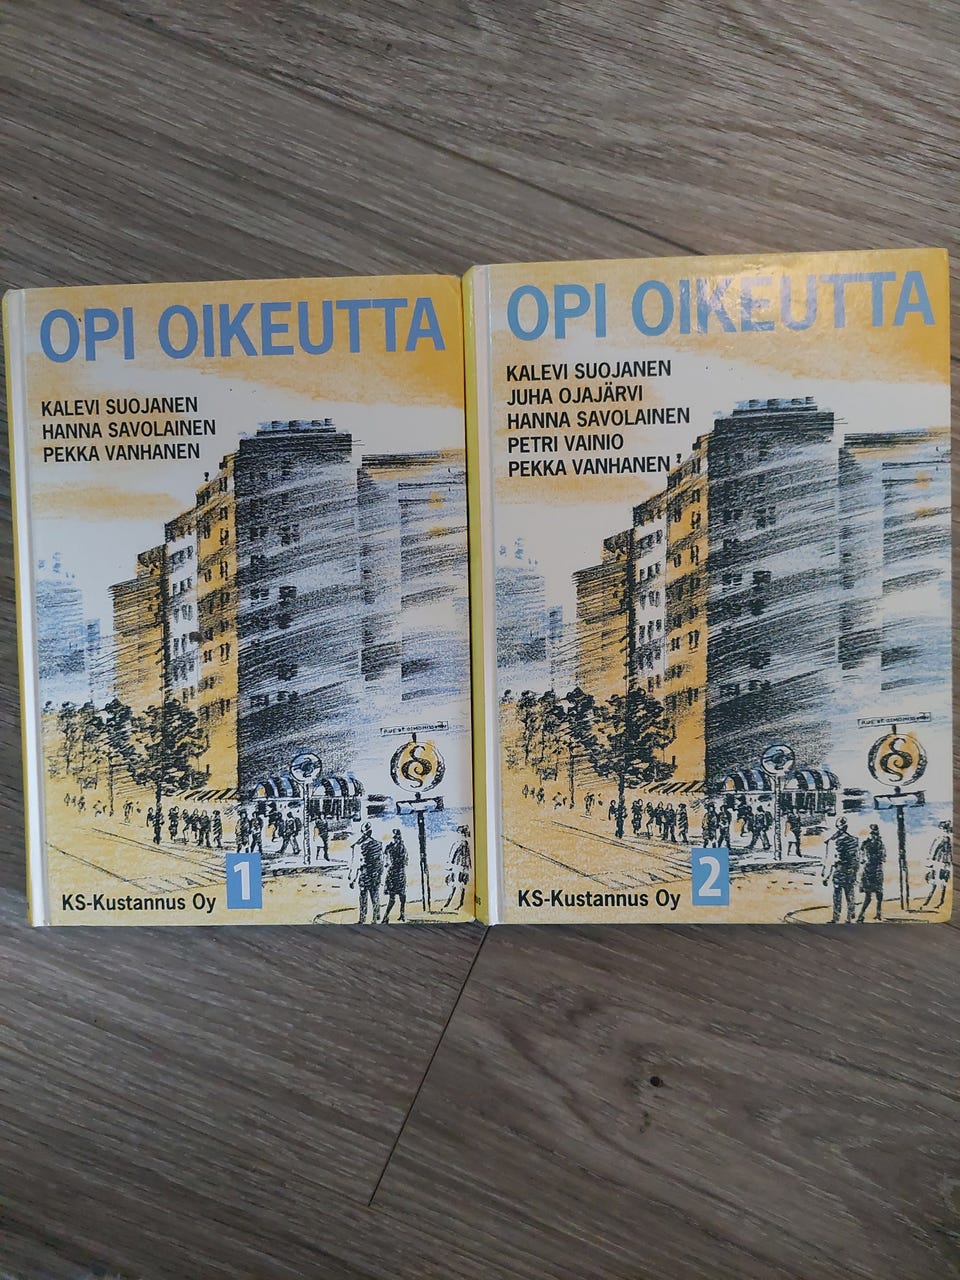 OPI OIKEUTTA
KALEVI SUOJANEN
HANNA SAVOLAINEN
PEKKA VANHANEN
1
KS-Kustannus Oy
OPI OIKEUTTA
KALEVI SUOJANEN
JUHA OJAJÄRVI
HANNA SAVOLAINEN
PETRI VAINIO
PEKKA VANHANEN
2
KS-Kustannus Oy